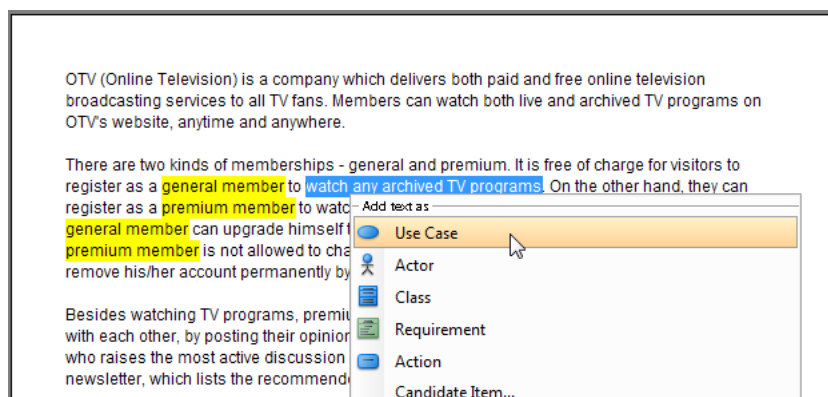 OTV (Online Television) is a company which delivers both paid and free online television
broadcasting services to all TV fans. Members can watch both live and archived TV programs on
OTV's website, anytime and anywhere.
There are two kinds of memberships - general and premium. It is free of charge for visitors to
register as a general member to watch any archived TV programs. On the other hand, they can
register as a premium member to watc
general member can upgrade himself t
premium member is not allowed to cha
remove his/her account permanently by
Besides watching TV programs, premiu
with each other, by posting their opinion
who raises the most active discussion
newsletter, which lists the recommende
Add text as
Use Case
Actor
Class
Requirement
Action
Candidate Item...